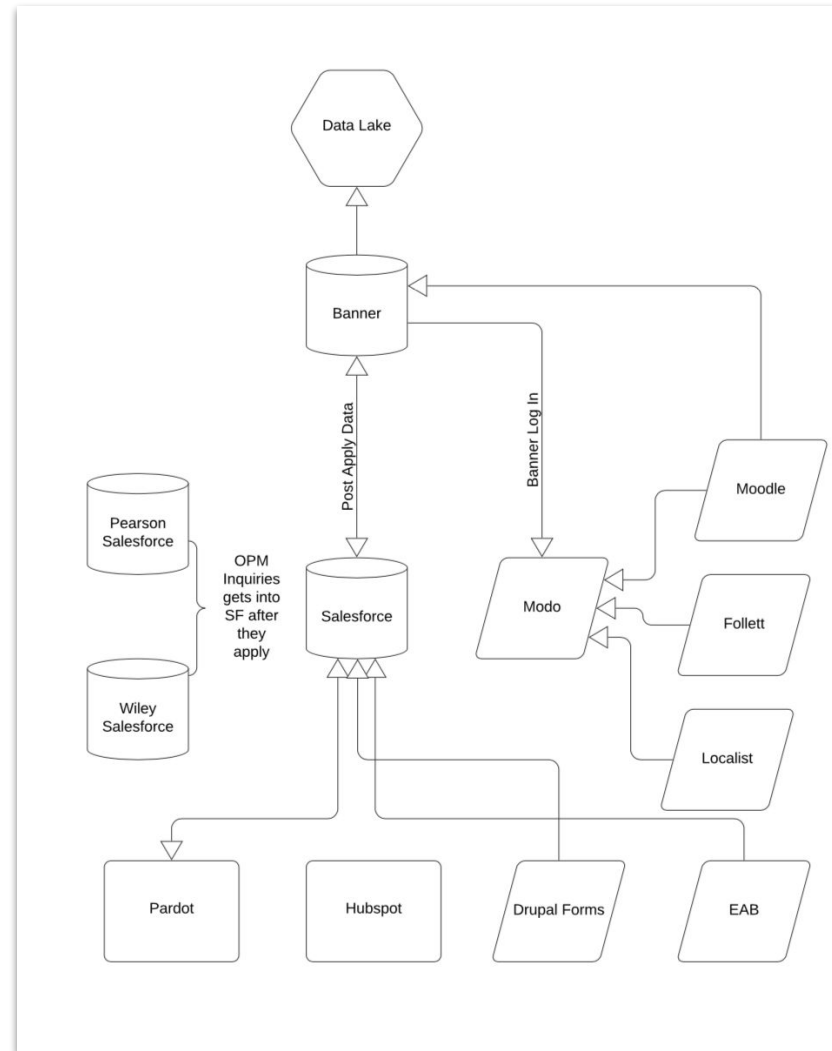 Data Lake
Banner
Post Apply Data
Banner Log In
Moodle
Pearson
Salesforce
OPM
Inquiries
gets into
SF after
they
apply
Salesforce
Modo
Follett
Wiley
Salesforce
Localist
Pardot
Hubspot
Drupal Forms
EAB